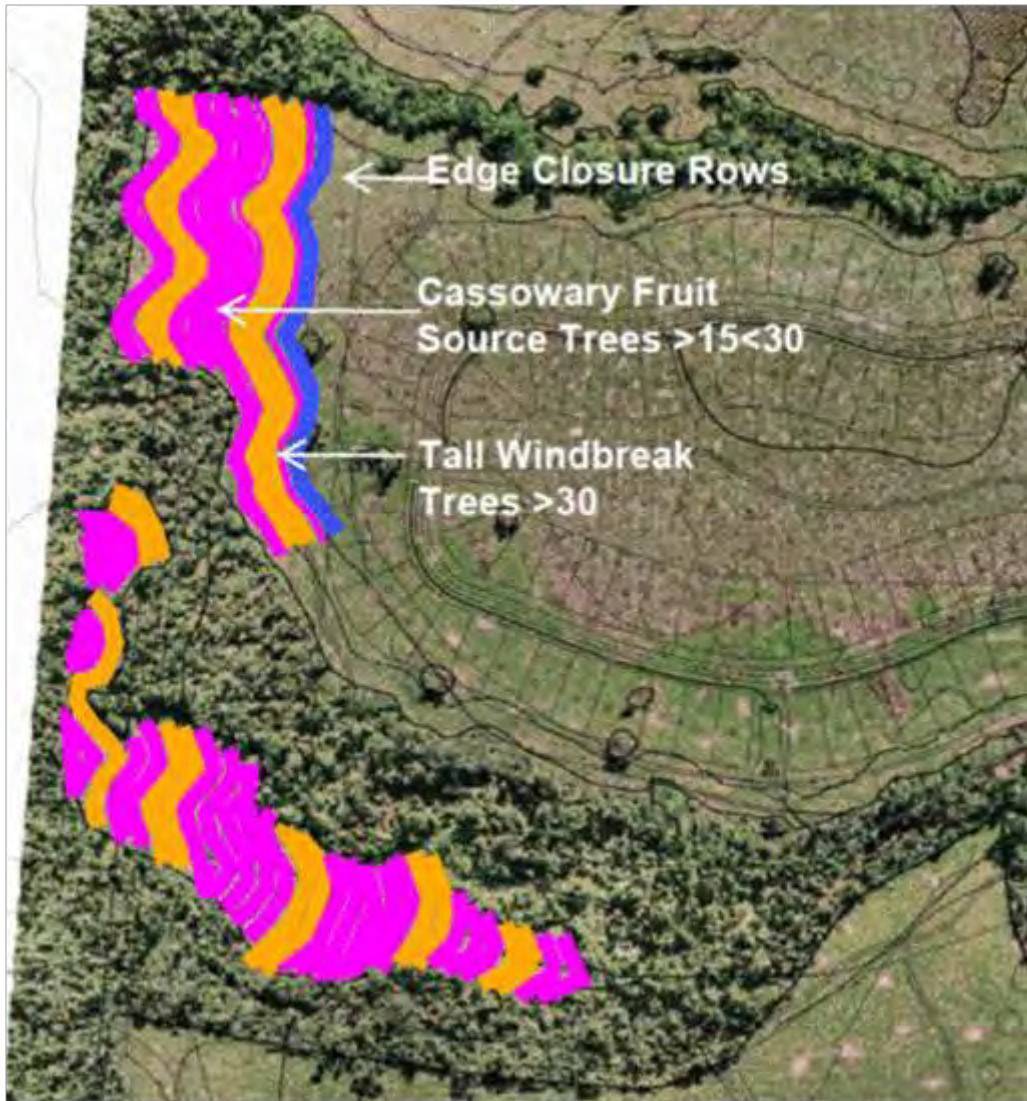 Edge Closure Rows
Cassowary Fruit
Source Trees >15<30
Tall Windbreak
Trees >30